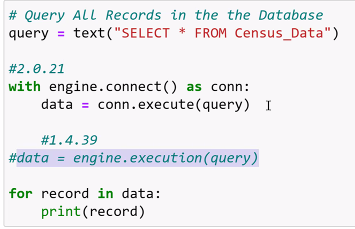 # Query All Records in the the Database
query = text("SELECT * FROM Census_Data")
#2.0.21
with engine.connect() as conn:
    data = conn.execute(query)
    #1.4.39
#data = engine.execution(query)
for record in data:
    print(record)